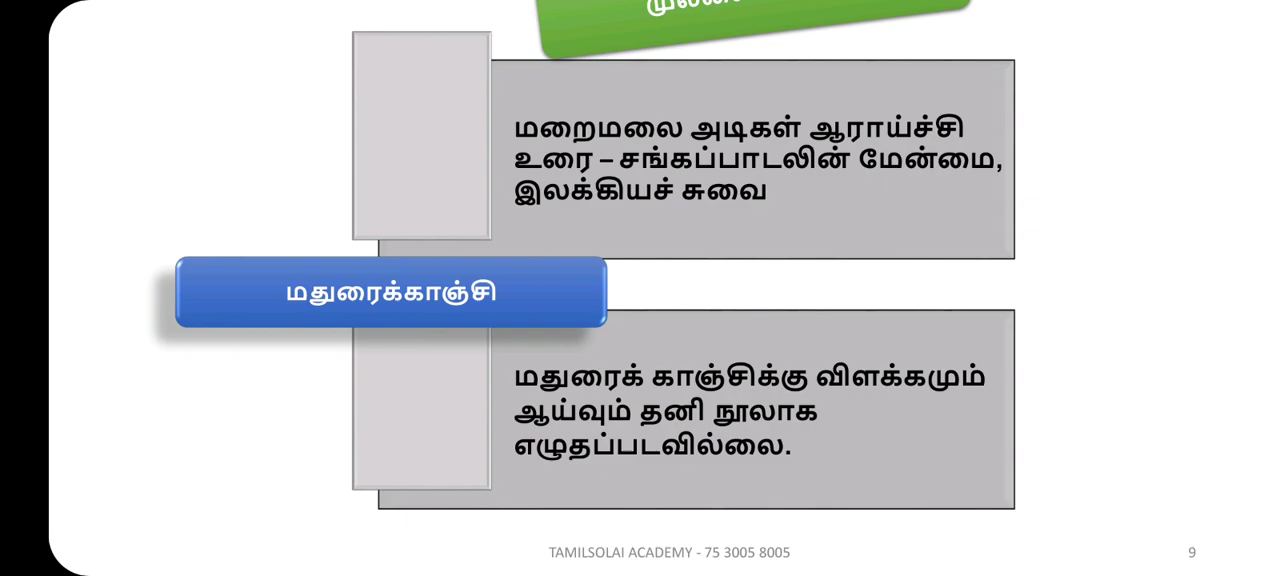 மறைமலை அடிகள் ஆராய்ச்சி
உரை – சங்கப்பாடலின் மேன்மை,
இலக்கியச் சுவை
மதுரைக்காஞ்சி
மதுரைக் காஞ்சிக்கு விளக்கமும்
ஆய்வும் தனி நூலாக
எழுதப்படவில்லை.
TAMILSOLAI ACADEMY - 75 3005 8005
9